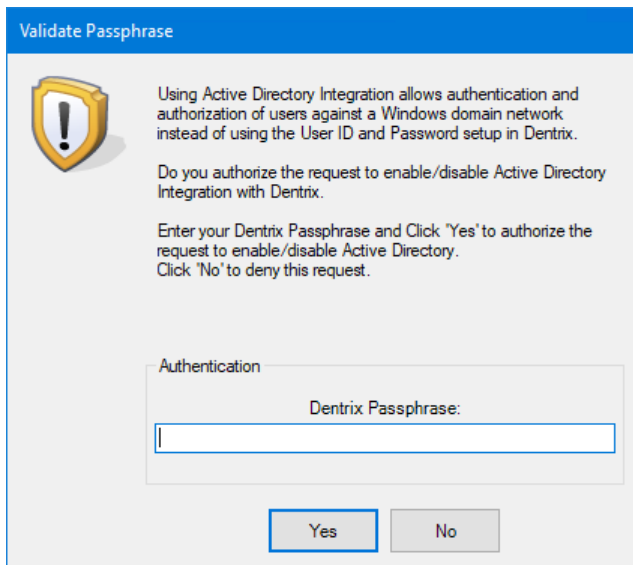 Validate Passphrase
Using Active Directory Integration allows authentication and
authorization of users against a Windows domain network
instead of using the User ID and Password setup in Dentrix.
Do you authorize the request to enable/disable Active Directory
Integration with Dentrix.
Enter your Dentrix Passphrase and Click 'Yes' to authorize the
request to enable/disable Active Directory.
Click 'No' to deny this request.
Authentication
Dentrix Passphrase:
Yes
No